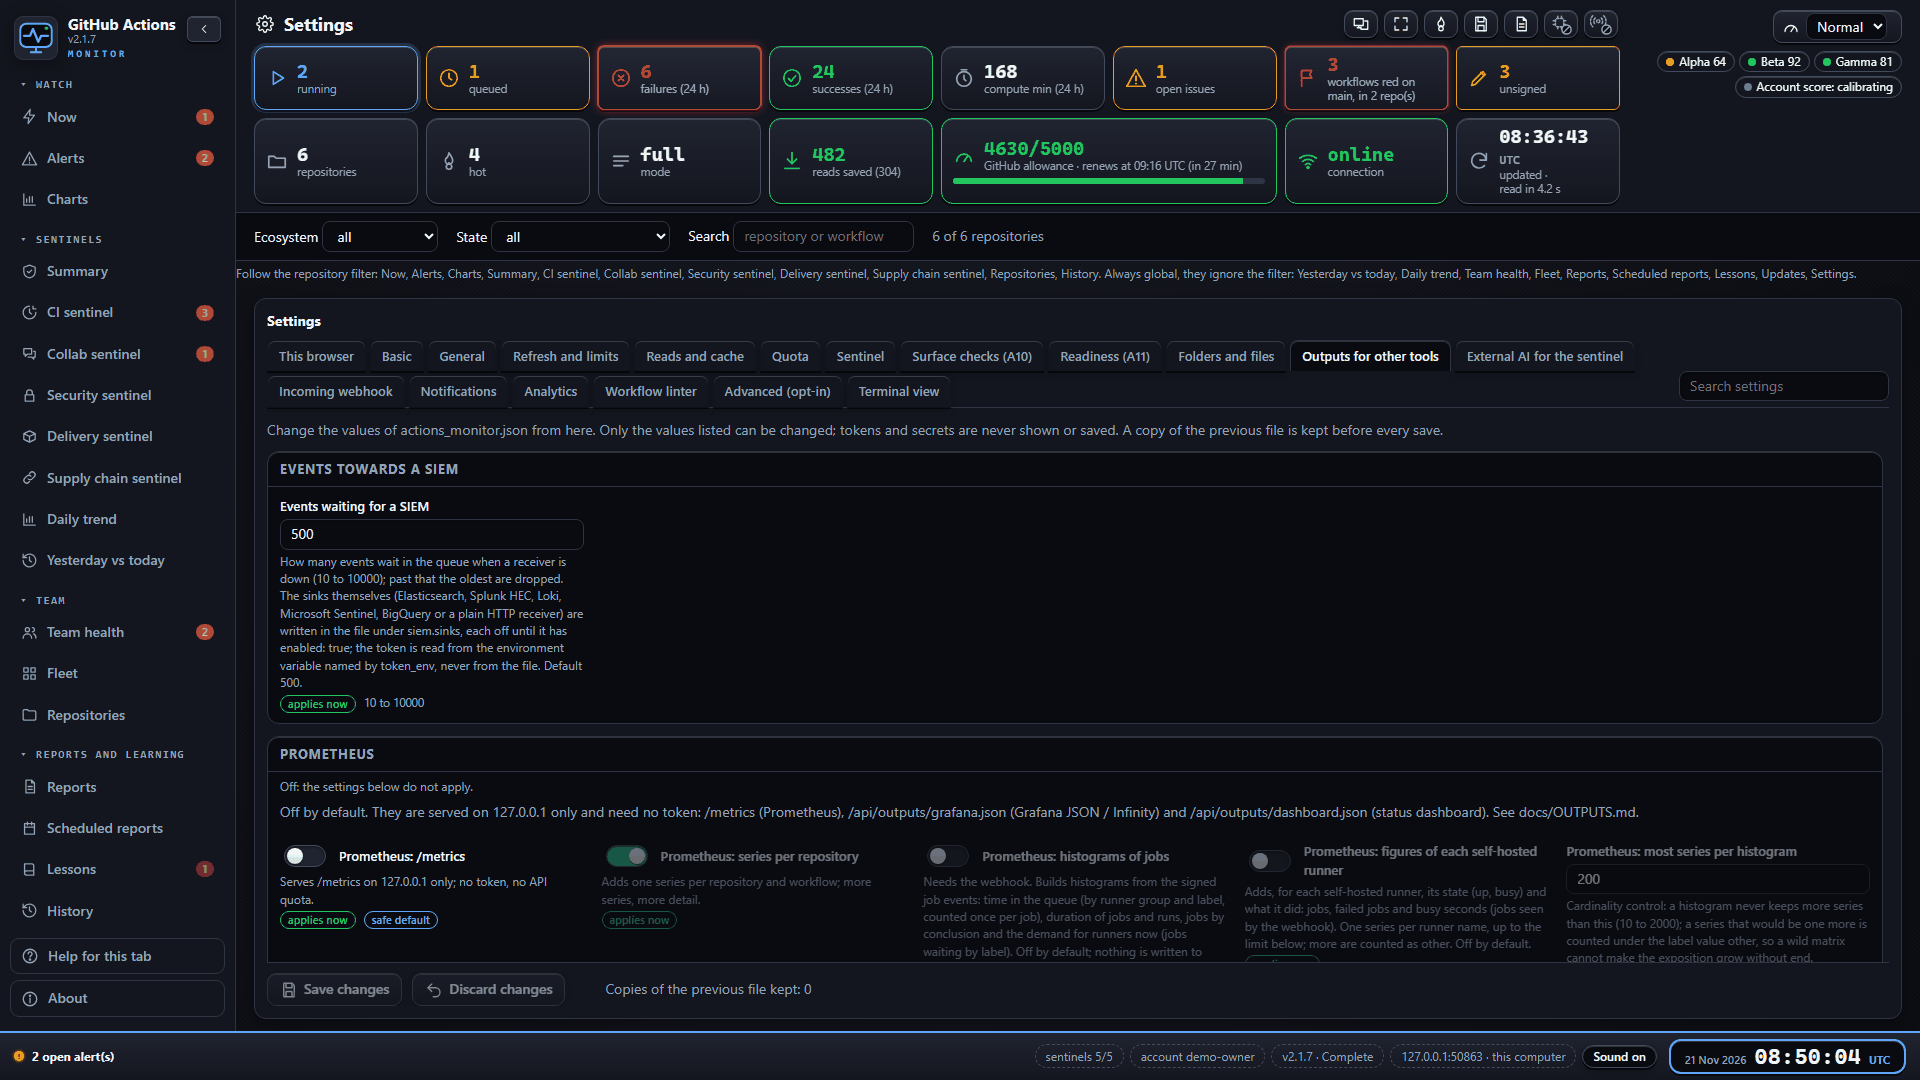 GitHub Actions
v2.1.7
MONITOR
WATCH
Now 1
Alerts 2
Charts
SENTINELS
Summary
CI sentinel 3
Collab sentinel 1
Security sentinel
Delivery sentinel
Supply chain sentinel
Daily trend
Yesterday vs today
TEAM
Team health 2
Fleet
Repositories
REPORTS AND LEARNING
Reports
Scheduled reports
Lessons 1
History
Help for this tab
About
Settings
Normal
2
running
1
queued
6
failures (24 h)
24
successes (24 h)
168
compute min (24 h)
1
open issues
3
workflows red on
main, in 2 repo(s)
3
unsigned
Alpha 64
Beta 92
Gamma 81
Account score: calibrating
6
repositories
4
hot
full
mode
482
reads saved (304)
4630/5000
GitHub allowance · renews at 09:16 UTC (in 27 min)
online
connection
08:36:43
UTC
updated ·
read in 4.2 s
Ecosystem all State all Search repository or workflow 6 of 6 repositories
Follow the repository filter: Now, Alerts, Charts, Summary, CI sentinel, Collab sentinel, Security sentinel, Delivery sentinel, Supply chain sentinel, Repositories, History. Always global, they ignore the filter: Yesterday vs today, Daily trend, Team health, Fleet, Reports, Scheduled reports, Lessons, Updates, Settings.
Settings
This browser Basic General Refresh and limits Reads and cache Quota Sentinel Surface checks (A10) Readiness (A11) Folders and files Outputs for other tools External AI for the sentinel
Incoming webhook Notifications Analytics Workflow linter Advanced (opt-in) Terminal view Search settings
Change the values of actions_monitor.json from here. Only the values listed can be changed; tokens and secrets are never shown or saved. A copy of the previous file is kept before every save.
EVENTS TOWARDS A SIEM
Events waiting for a SIEM
500
How many events wait in the queue when a receiver is
down (10 to 10000); past that the oldest are dropped.
The sinks themselves (Elasticsearch, Splunk HEC, Loki,
Microsoft Sentinel, BigQuery or a plain HTTP receiver) are
written in the file under siem.sinks, each off until it has
enabled: true; the token is read from the environment
variable named by token_env, never from the file. Default
500.
applies now 10 to 10000
PROMETHEUS
Off: the settings below do not apply.
Off by default. They are served on 127.0.0.1 only and need no token: /metrics (Prometheus), /api/outputs/grafana.json (Grafana JSON / Infinity) and /api/outputs/dashboard.json (status dashboard). See docs/OUTPUTS.md.
Prometheus: /metrics
Serves /metrics on 127.0.0.1 only; no token, no API
quota.
applies now safe default
Prometheus: series per repository
Adds one series per repository and workflow; more
series, more detail.
applies now
Prometheus: histograms of jobs
Needs the webhook. Builds histograms from the signed
job events: time in the queue (by runner group and label,
counted once per job), duration of jobs and runs, jobs by
conclusion and the demand for runners now (jobs
waiting by label). Off by default; nothing is written to
Prometheus: figures of each self-hosted
runner
Adds, for each self-hosted runner, its state (up, busy) and
what it did: jobs, failed jobs and busy seconds (jobs seen
by the webhook). One series per runner name, up to the
limit below; more are counted as other. Off by default.
Prometheus: most series per histogram
200
Cardinality control: a histogram never keeps more series
than this (10 to 2000); a series that would be one more is
counted under the label value other, so a wild matrix
cannot make the exposition grow without end.
Save changes Discard changes Copies of the previous file kept: 0
2 open alert(s)
sentinels 5/5 account demo-owner v2.1.7 · Complete 127.0.0.1:50863 · this computer Sound on 21 Nov 2026 08:50:04 UTC